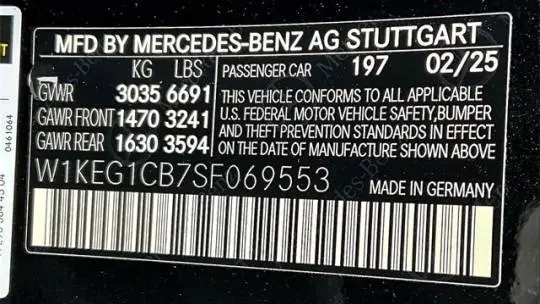 MFD BY MERCEDES-BENZ AG STUTTGART
KG LBS
GVWR 3035 6691
GAWR FRONT 1470 3241
GAWR REAR 1630 3594
PASSENGER CAR 197 02/25
THIS VEHICLE CONFORMS TO ALL APPLICABLE
U.S. FEDERAL MOTOR VEHICLE SAFETY,BUMPER
AND THEFT PREVENTION STANDARDS IN EFFECT
ON THE DATE OF MANUFACTURE SHOWN ABOVE
W1KEG1CB7SF069553
MADE IN GERMANY
0461064